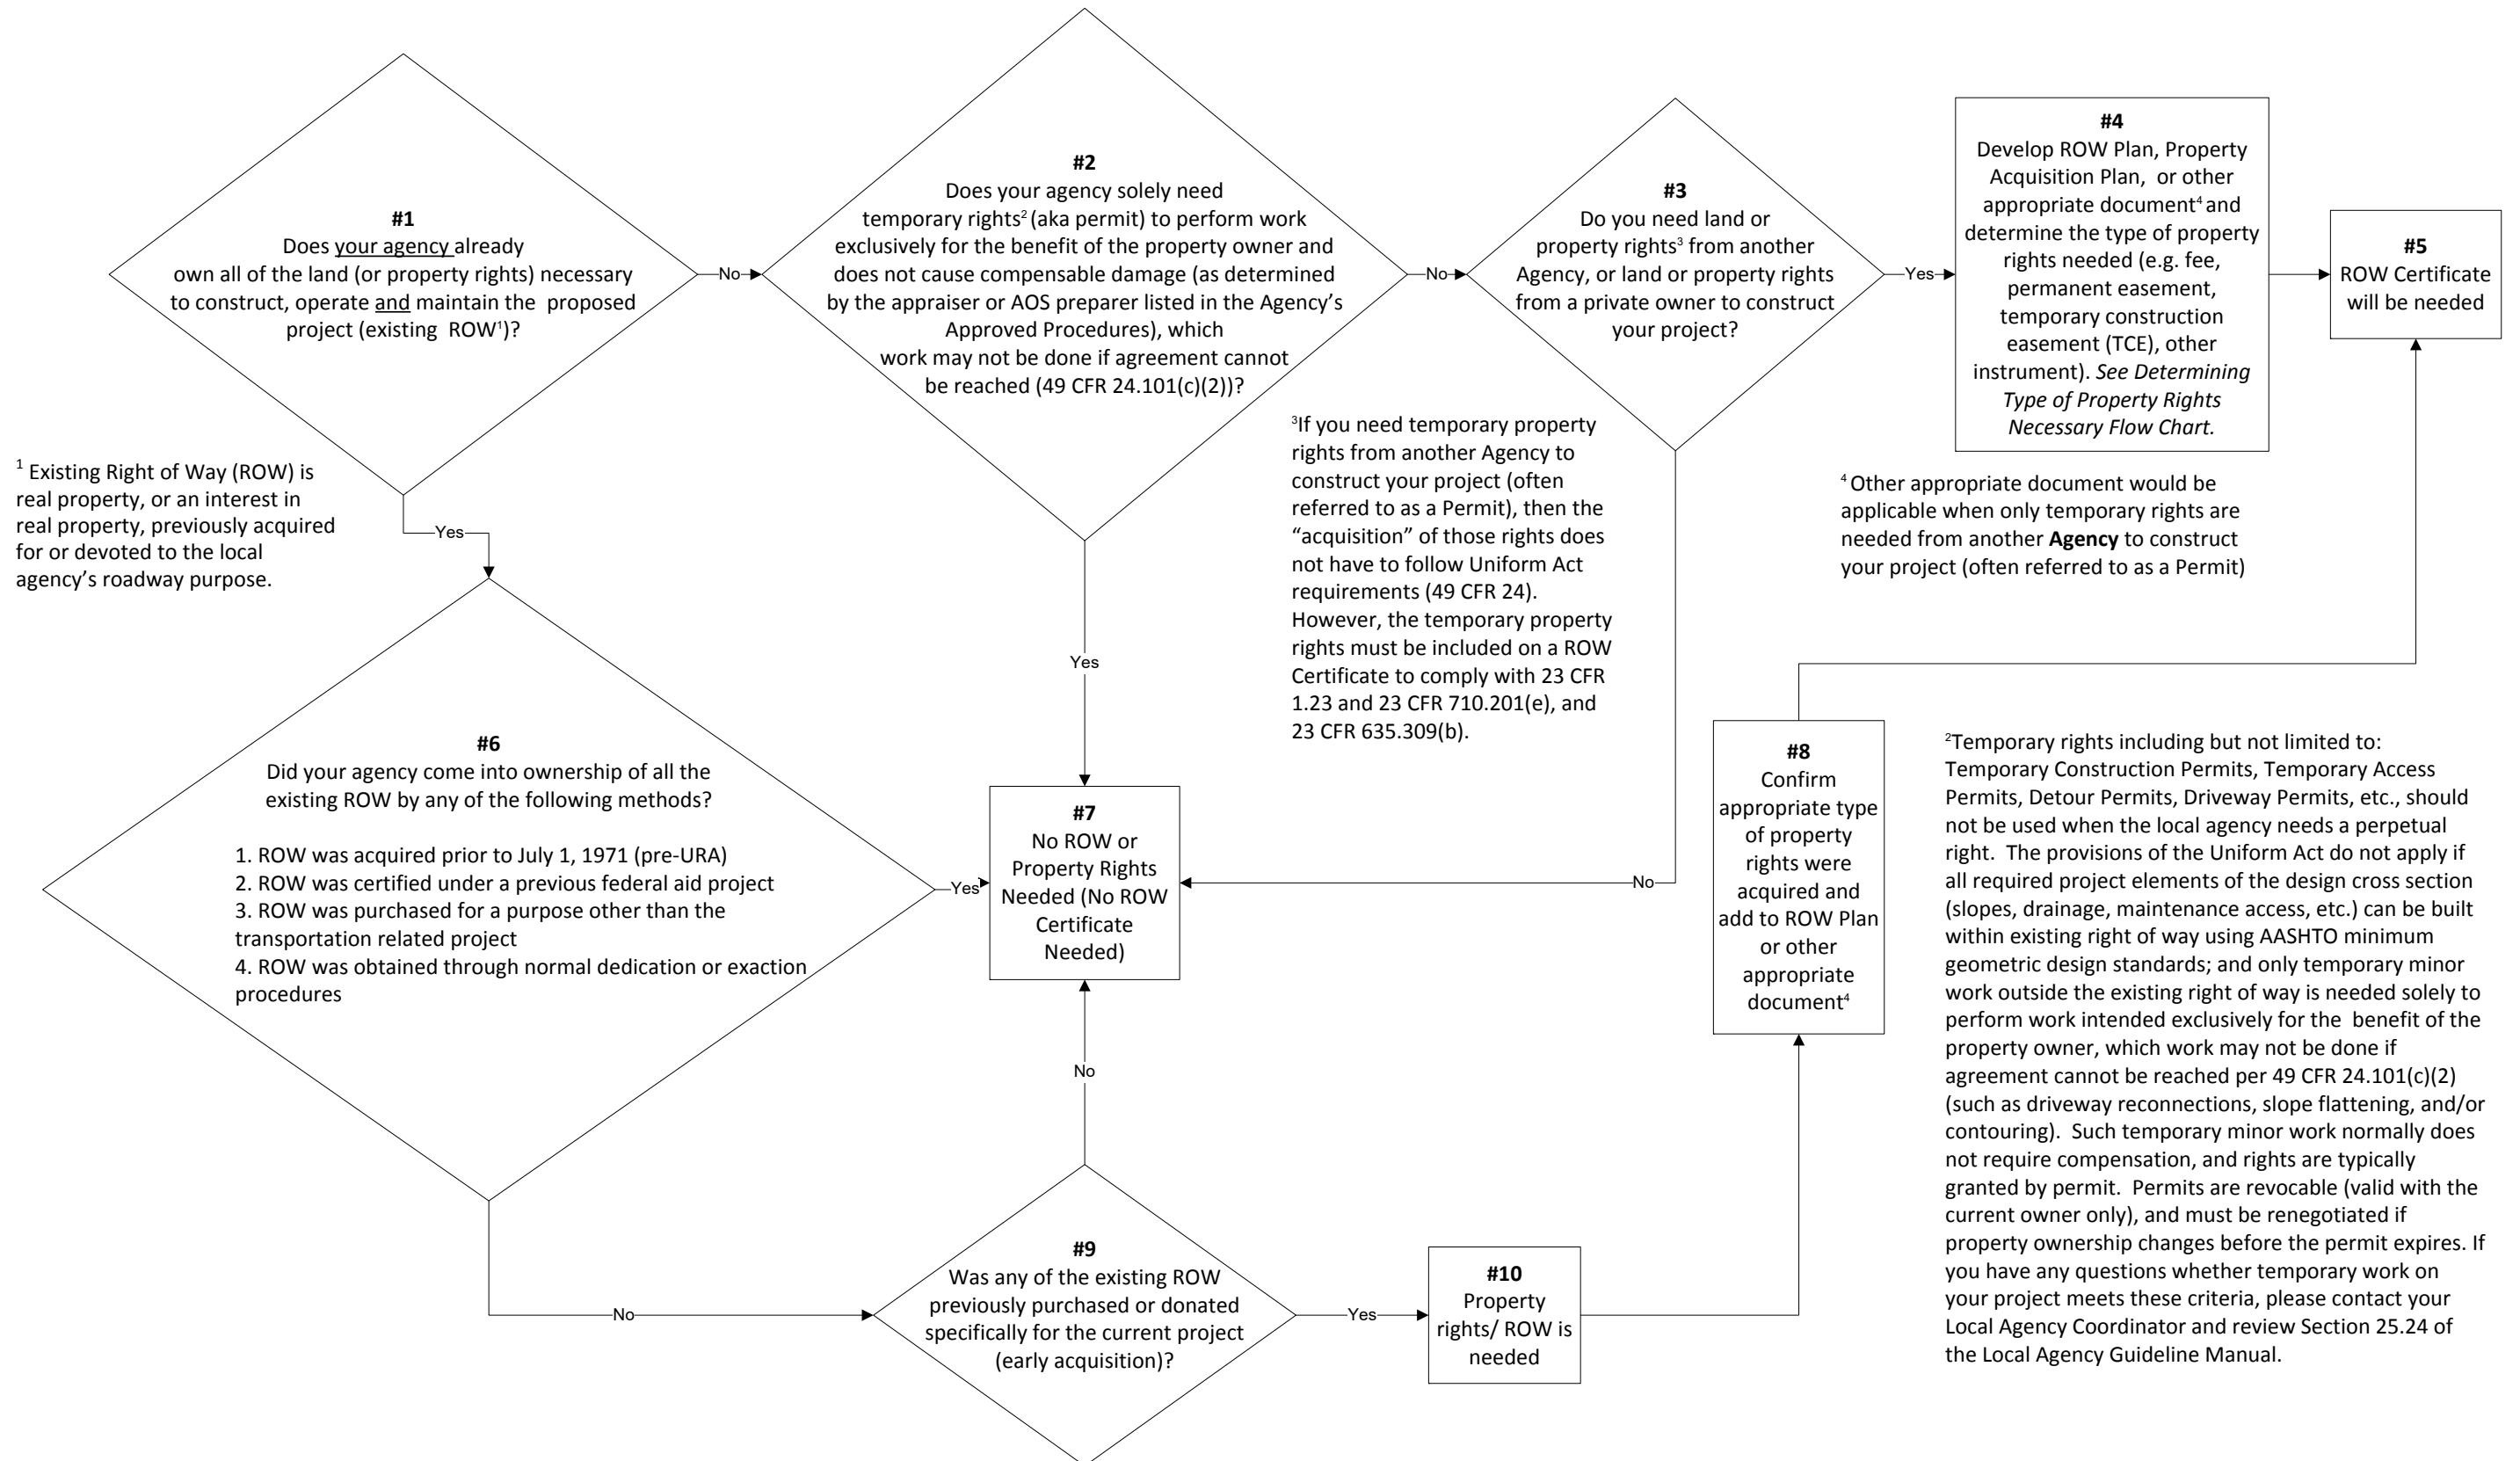 #1
Does your agency already
own all of the land (or property rights) necessary
to construct, operate and maintain the proposed
project (existing ROW¹)?
No
#2
Does your agency solely need
temporary rights² (aka permit) to perform work
exclusively for the benefit of the property owner and
does not cause compensable damage (as determined
by the appraiser or AOS preparer listed in the Agency’s
Approved Procedures), which
work may not be done if agreement cannot
be reached (49 CFR 24.101(c)(2))?
No
#3
Do you need land or
property rights³ from another
Agency, or land or property rights
from a private owner to construct
your project?
Yes
#4
Develop ROW Plan, Property
Acquisition Plan, or other
appropriate document⁴ and
determine the type of property
rights needed (e.g. fee,
permanent easement,
temporary construction
easement (TCE), other
instrument). See Determining
Type of Property Rights
Necessary Flow Chart.
#5
ROW Certificate
will be needed
¹ Existing Right of Way (ROW) is
real property, or an interest in
real property, previously acquired
for or devoted to the local
agency’s roadway purpose.
Yes
Yes
³If you need temporary property
rights from another Agency to
construct your project (often
referred to as a Permit), then the
“acquisition” of those rights does
not have to follow Uniform Act
requirements (49 CFR 24).
However, the temporary property
rights must be included on a ROW
Certificate to comply with 23 CFR
1.23 and 23 CFR 710.201(e), and
23 CFR 635.309(b).
⁴ Other appropriate document would be
applicable when only temporary rights are
needed from another Agency to construct
your project (often referred to as a Permit)
#6
Did your agency come into ownership of all the
existing ROW by any of the following methods?
1. ROW was acquired prior to July 1, 1971 (pre-URA)
2. ROW was certified under a previous federal aid project
3. ROW was purchased for a purpose other than the
transportation related project
4. ROW was obtained through normal dedication or exaction
procedures
Yes
#7
No ROW or
Property Rights
Needed (No ROW
Certificate
Needed)
No
#8
Confirm
appropriate type
of property
rights were
acquired and
add to ROW Plan
or other
appropriate
document⁴
²Temporary rights including but not limited to:
Temporary Construction Permits, Temporary Access
Permits, Detour Permits, Driveway Permits, etc., should
not be used when the local agency needs a perpetual
right. The provisions of the Uniform Act do not apply if
all required project elements of the design cross section
(slopes, drainage, maintenance access, etc.) can be built
within existing right of way using AASHTO minimum
geometric design standards; and only temporary minor
work outside the existing right of way is needed solely to
perform work intended exclusively for the benefit of the
property owner, which work may not be done if
agreement cannot be reached per 49 CFR 24.101(c)(2)
(such as driveway reconnections, slope flattening, and/or
contouring). Such temporary minor work normally does
not require compensation, and rights are typically
granted by permit. Permits are revocable (valid with the
current owner only), and must be renegotiated if
property ownership changes before the permit expires. If
you have any questions whether temporary work on
your project meets these criteria, please contact your
Local Agency Coordinator and review Section 25.24 of
the Local Agency Guideline Manual.
No
No
#9
Was any of the existing ROW
previously purchased or donated
specifically for the current project
(early acquisition)?
Yes
#10
Property
rights/ ROW is
needed